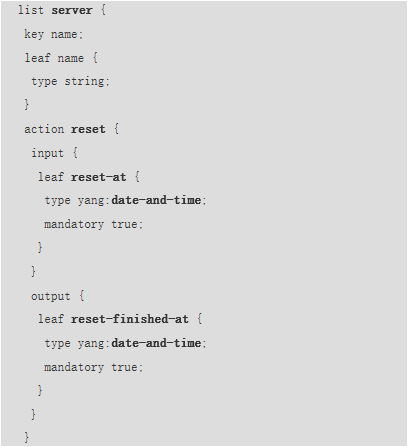 list server {
key name;
leaf name {
type string;
}
action reset {
input {
leaf reset-at {
type yang:date-and-time;
mandatory true;
}
}
output {
leaf reset-finished-at {
type yang:date-and-time;
mandatory true;
}
}
}